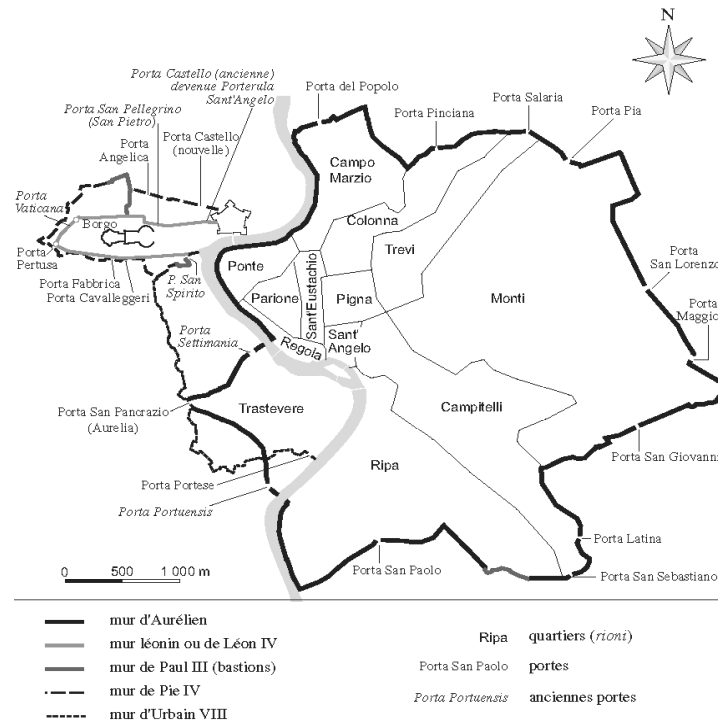 N
Porta Castello (ancienne)
devenue Porterula
Sant'Angelo
Porta del Popolo
Porta Salaria
Porta San Pellegrino
(San Pietro)
Porta Pinciana
Porta Pia
Porta Castello
(nouvelle)
Porta
Angelica
Campo
Marzio
Porta
Vaticana
Borgo
Colonna
Trevi
Porta
Pertusa
Ponte
Porta
San Lorenzo
Porta Fabbrica
Porta Cavalleggeri
P. San
Spirito
Parione
Sant'Eustachio
Pigna
Monti
Porta
Maggio
Porta
Settimania
Regola
Sant'
Angelo
Porta San Pancrazio
(Aurelia)
Trastevere
Campitelli
Porta San Giovanni
Ripa
Porta Portese
Porta Portuensis
Porta Latina
Porta San Paolo
Porta San Sebastiano
0 500 1 000 m
mur d'Aurélien
mur léonin ou de Léon IV
mur de Paul III (bastions)
mur de Pie IV
mur d'Urbain VIII
Ripa quartiers (rioni)
Porta San Paolo portes
Porta Portuensis anciennes portes